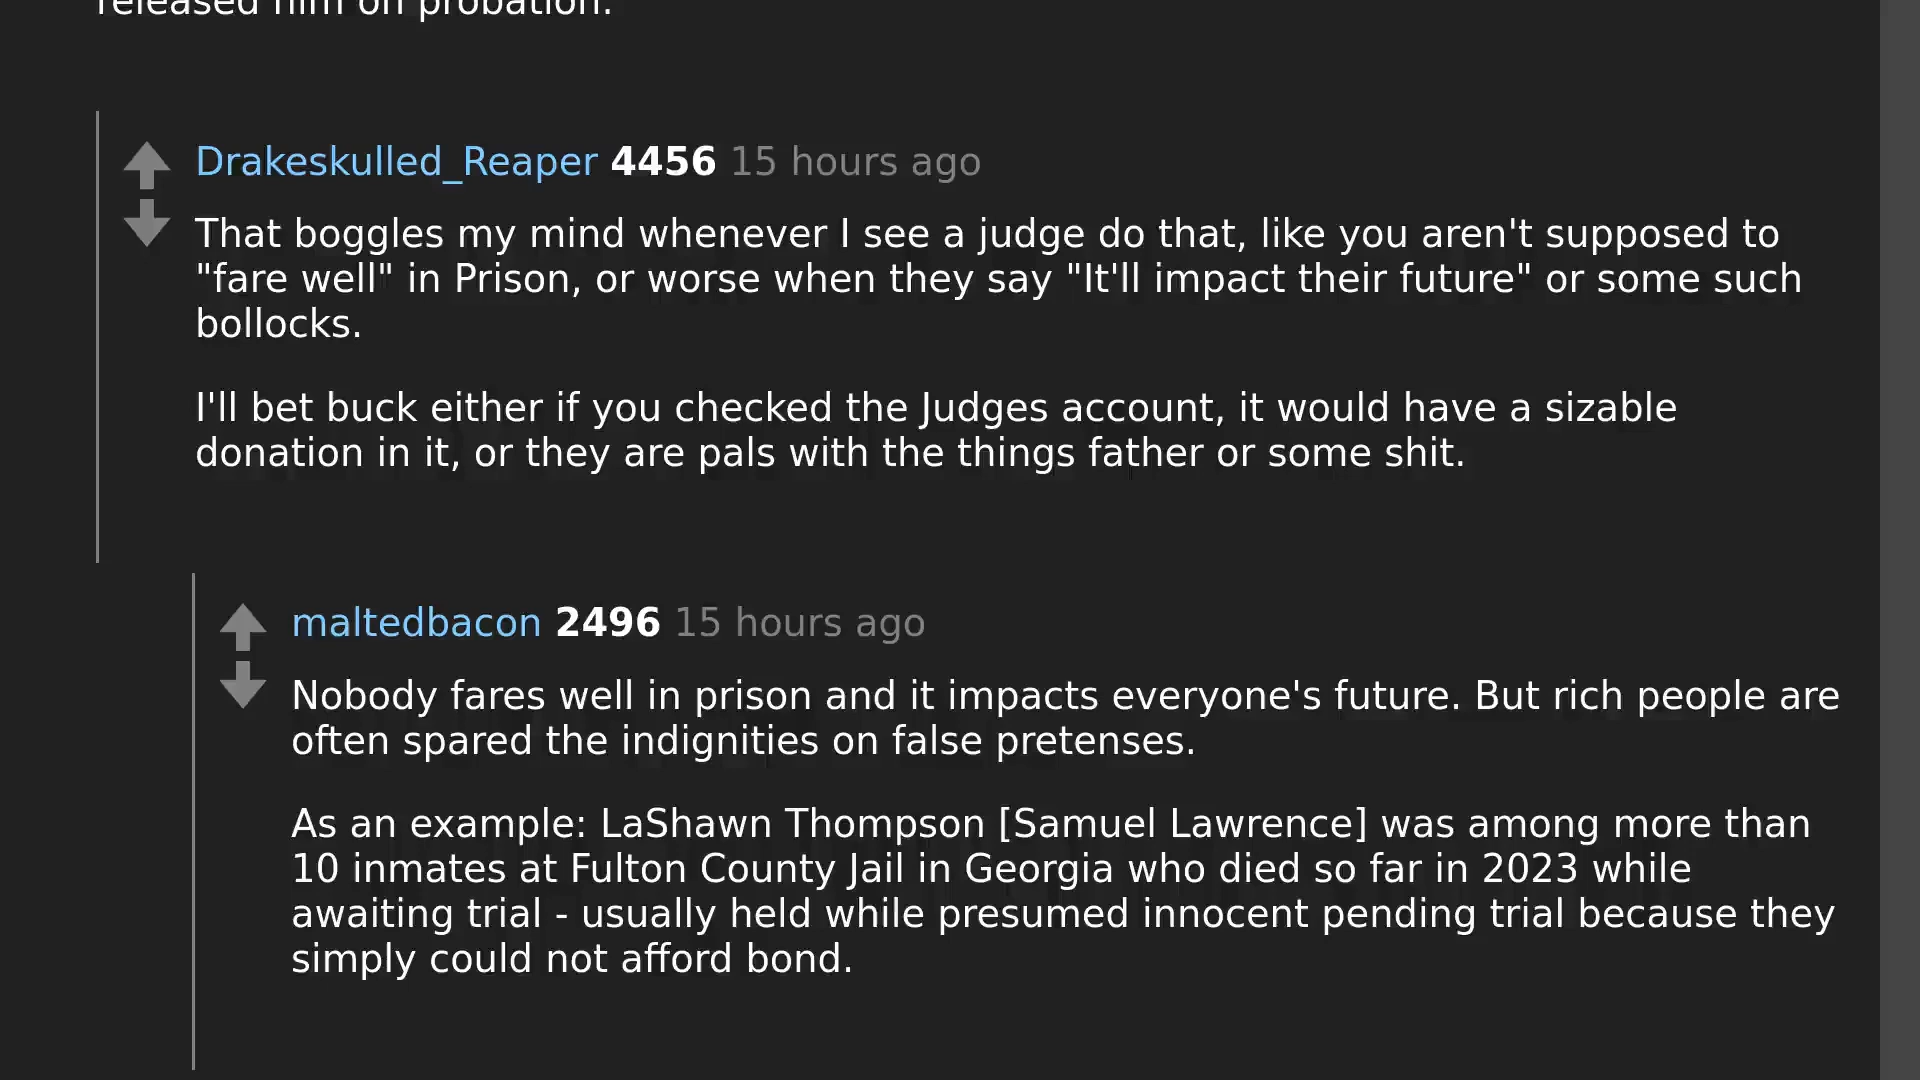 released him on probation.
Drakeskulled_Reaper 4456 15 hours ago
That boggles my mind whenever I see a judge do that, like you aren't supposed to
"fare well" in Prison, or worse when they say "It'll impact their future" or some such
bollocks.
I'll bet buck either if you checked the Judges account, it would have a sizable
donation in it, or they are pals with the things father or some shit.
maltedbacon 2496 15 hours ago
Nobody fares well in prison and it impacts everyone's future. But rich people are
often spared the indignities on false pretenses.
As an example: LaShawn Thompson [Samuel Lawrence] was among more than
10 inmates at Fulton County Jail in Georgia who died so far in 2023 while
awaiting trial - usually held while presumed innocent pending trial because they
simply could not afford bond.